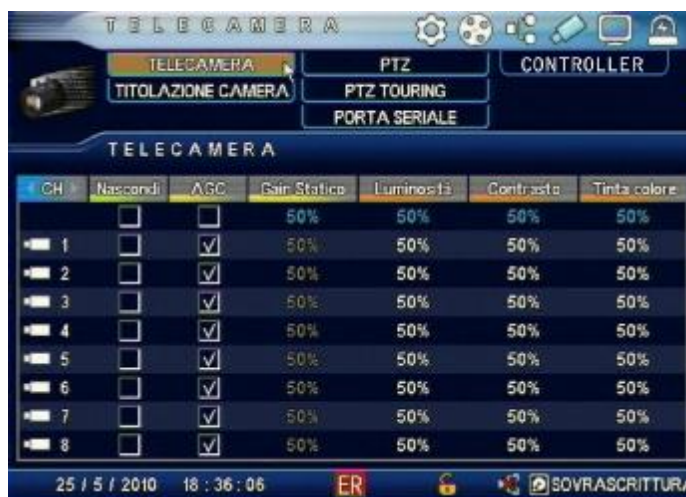 TELECAMERA
TELECAMERA PTZ CONTROLLER
TITOLAZIONE CAMERA PTZ TOURING
PORTA SERIALE
TELECAMERA
CH Nascondi AGC Gain Statico Luminosità Contrasto Tinta colore
50% 50% 50% 50%
1 50% 50% 50% 50%
2 50% 50% 50% 50%
3 50% 50% 50% 50%
4 50% 50% 50% 50%
5 50% 50% 50% 50%
6 50% 50% 50% 50%
7 50% 50% 50% 50%
8 50% 50% 50% 50%
25 / 5 / 2010 18 : 36 : 06 ER SOVRASCRITTURA